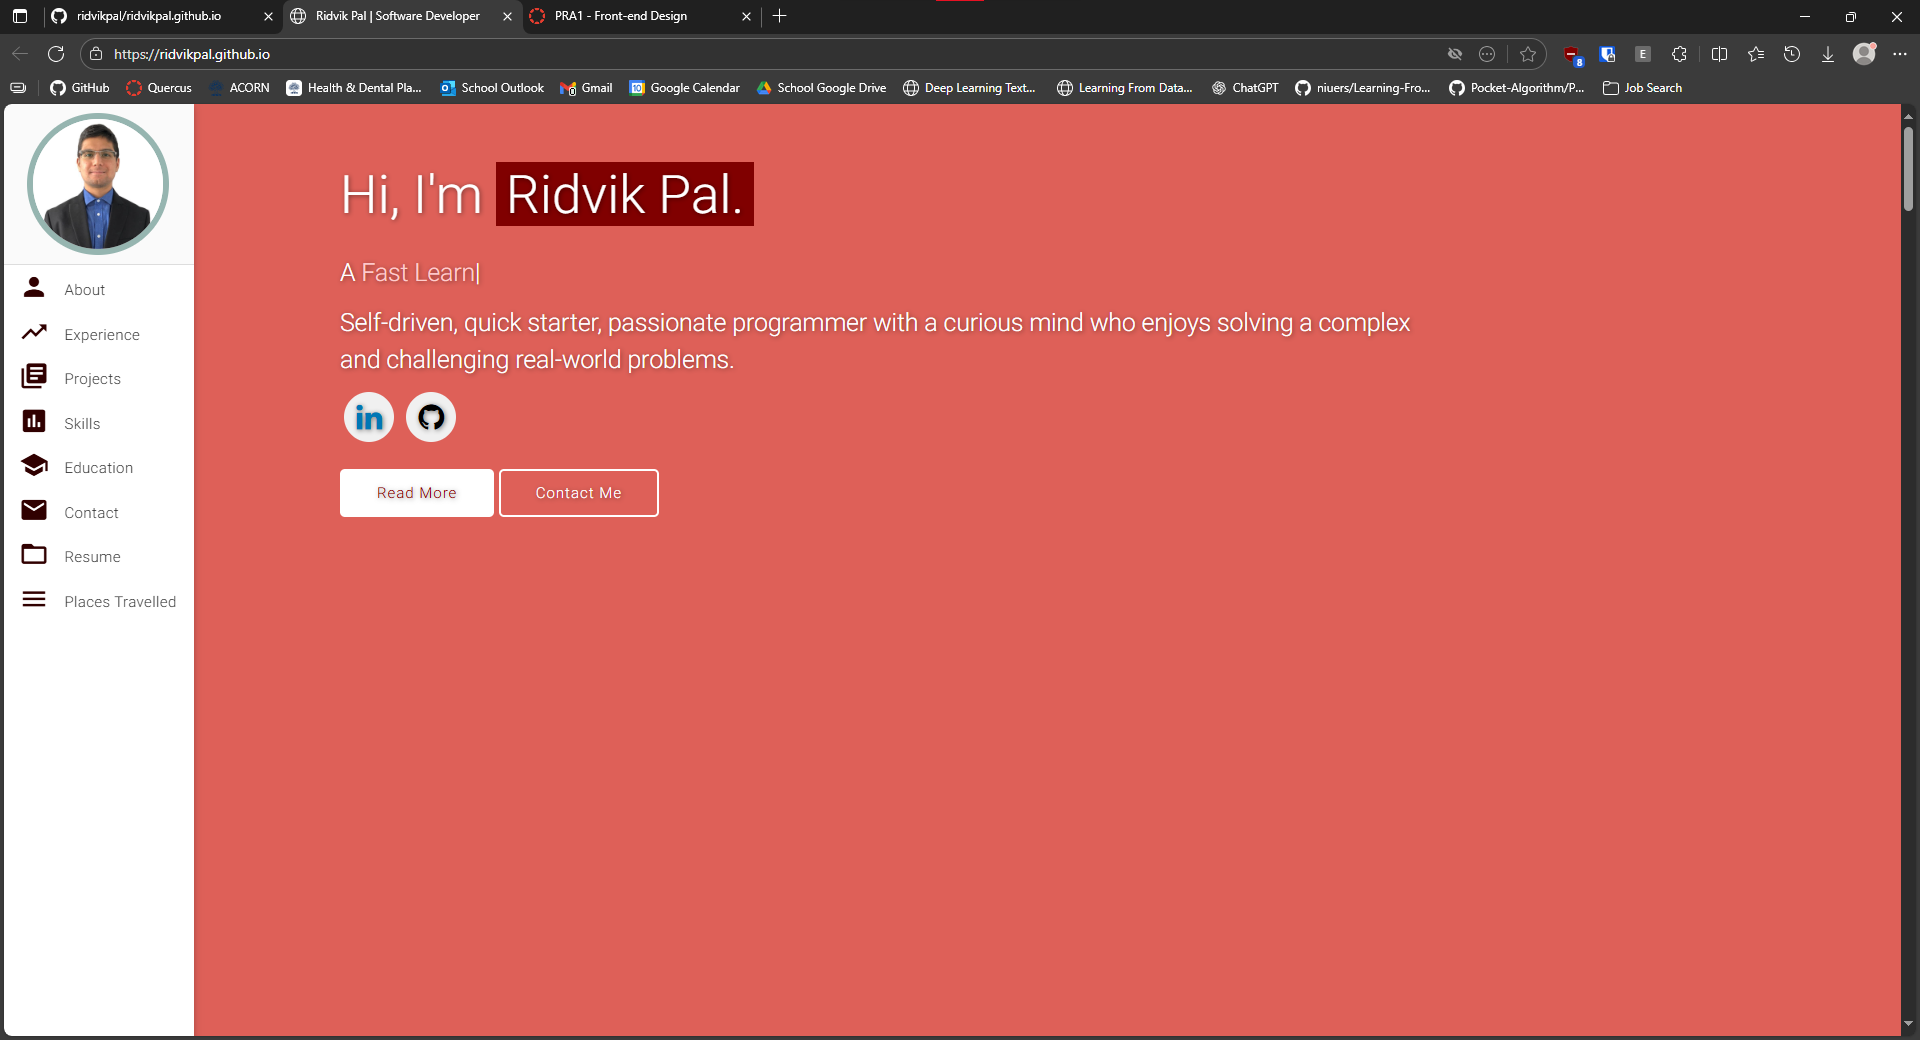 ridvikpal/ridvikpal.github.io
Ridvik Pal | Software Developer
PRA1 - Front-end Design
https://ridvikpal.github.io
8
E
GitHub
Quercus
ACORN
Health & Dental Pla...
School Outlook
Gmail
10
Google Calendar
School Google Drive
Deep Learning Text...
Learning From Data...
ChatGPT
niuers/Learning-Fro...
Pocket-Algorithm/P...
Job Search
About
Experience
Projects
Skills
Education
Contact
Resume
Places Travelled
Hi, I'm Ridvik Pal.
A Fast Learn|
Self-driven, quick starter, passionate programmer with a curious mind who enjoys solving a complex
and challenging real-world problems.
in
Read More
Contact Me